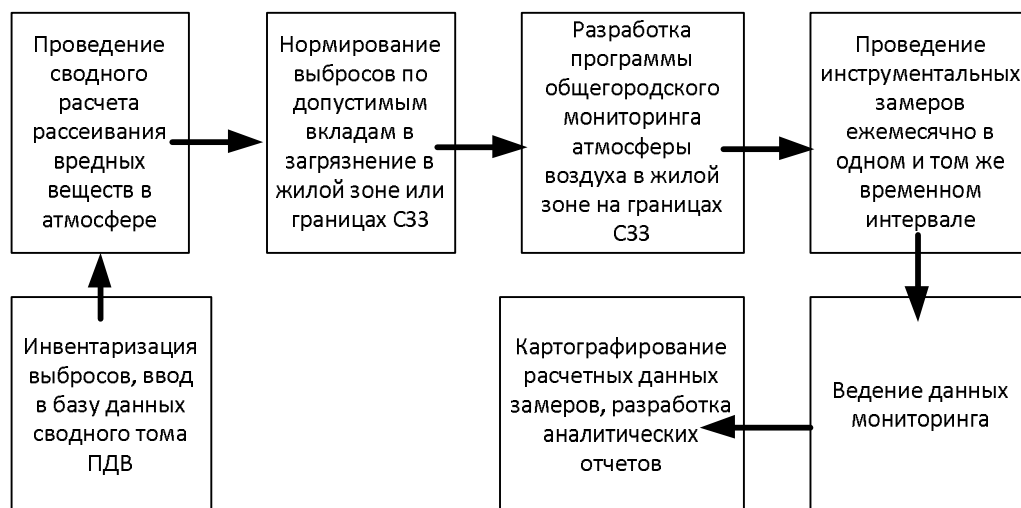 Проведение
сводного
расчета
рассеивания
вредных
веществ в
атмосфере
Нормирование
выбросов по
допустимым
вкладам в
загрязнение в
жилой зоне или
границах СЗЗ
Разработка
программы
общегородского
мониторинга
атмосферы
воздуха в жилой
зоне на границах
СЗЗ
Проведение
инструментальных
замеров
ежемесячно в
одном и том же
временном
интервале
Инвентаризация
выбросов, ввод
в базу данных
сводного тома
ПДВ
Картографирование
расчетных данных
замеров, разработка
аналитических
отчетов
Ведение данных
мониторинга